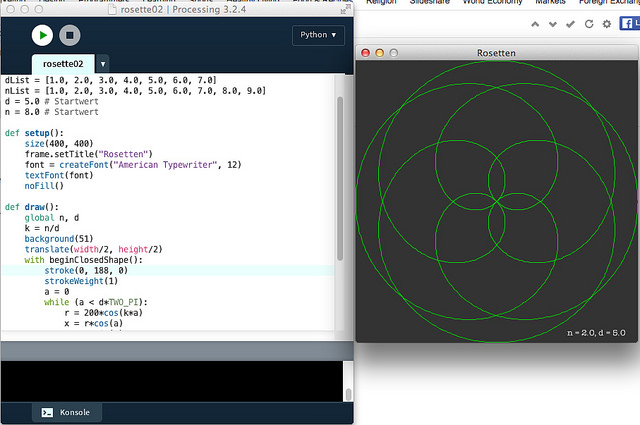 Religion Slideshare World Economy Markets Foreign Exchange
rosette02 | Processing 3.2.4
Python ▾
rosette02 ▾
dList = [1.0, 2.0, 3.0, 4.0, 5.0, 6.0, 7.0]
nList = [1.0, 2.0, 3.0, 4.0, 5.0, 6.0, 7.0, 8.0, 9.0]
d = 5.0 # Startwert
n = 8.0 # Startwert
def setup():
size(400, 400)
frame.setTitle("Rosetten")
font = createFont("American Typewriter", 12)
textFont(font)
noFill()
def draw():
global n, d
k = n/d
background(51)
translate(width/2, height/2)
with beginClosedShape():
stroke(0, 188, 0)
strokeWeight(1)
a = 0
while (a < d*TWO_PI):
r = 200*cos(k*a)
x = r*cos(a)
Konsole
Rosetten
n = 2.0, d = 5.0